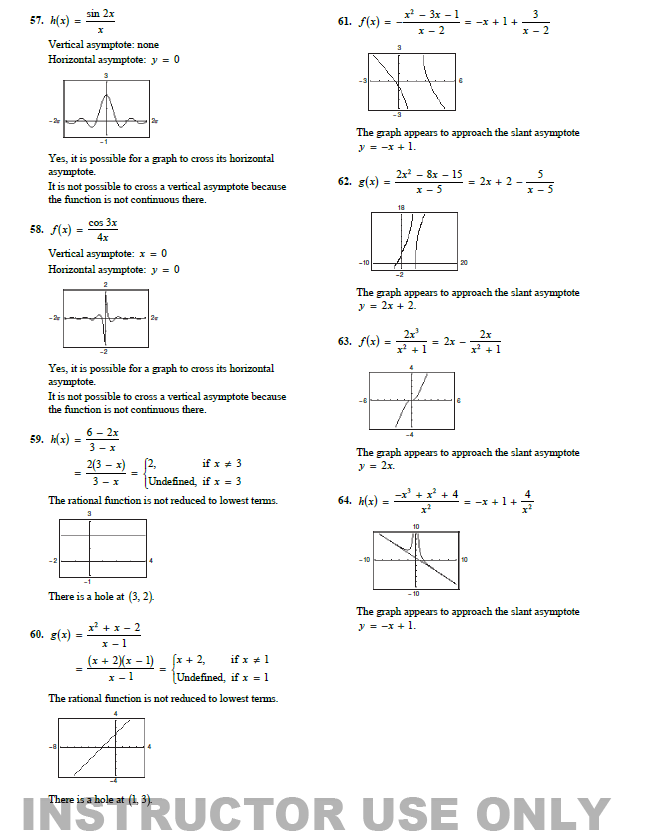 57. h(x) = sin 2x / x
Vertical asymptote: none
Horizontal asymptote: y = 0
3
−2π 2π
−1
Yes, it is possible for a graph to cross its horizontal
asymptote.
It is not possible to cross a vertical asymptote because
the function is not continuous there.
58. f(x) = cos 3x / 4x
Vertical asymptote: x = 0
Horizontal asymptote: y = 0
2
−2π 2π
−2
Yes, it is possible for a graph to cross its horizontal
asymptote.
It is not possible to cross a vertical asymptote because
the function is not continuous there.
59. h(x) = 6 − 2x / 3 − x
= 2(3 − x) / 3 − x = { 2, if x ≠ 3
Undefined, if x = 3
The rational function is not reduced to lowest terms.
3
−2 4
−1
There is a hole at (3, 2).
60. g(x) = x² + x − 2 / x − 1
= (x + 2)(x − 1) / x − 1 = { x + 2, if x ≠ 1
Undefined, if x = 1
The rational function is not reduced to lowest terms.
4
−8 4
−4
There is a hole at (1, 3).
61. f(x) = − x² − 3x − 1 / x − 2 = −x + 1 + 3 / x − 2
3
−3 6
−3
The graph appears to approach the slant asymptote
y = −x + 1.
62. g(x) = 2x² − 8x − 15 / x − 5 = 2x + 2 − 5 / x − 5
18
−10 20
−2
The graph appears to approach the slant asymptote
y = 2x + 2.
63. f(x) = 2x³ / x² + 1 = 2x − 2x / x² + 1
4
−6 6
−4
The graph appears to approach the slant asymptote
y = 2x.
64. h(x) = −x³ + x² + 4 / x² = −x + 1 + 4 / x²
10
−10 10
−10
The graph appears to approach the slant asymptote
y = −x + 1.
INSTRUCTOR USE ONLY